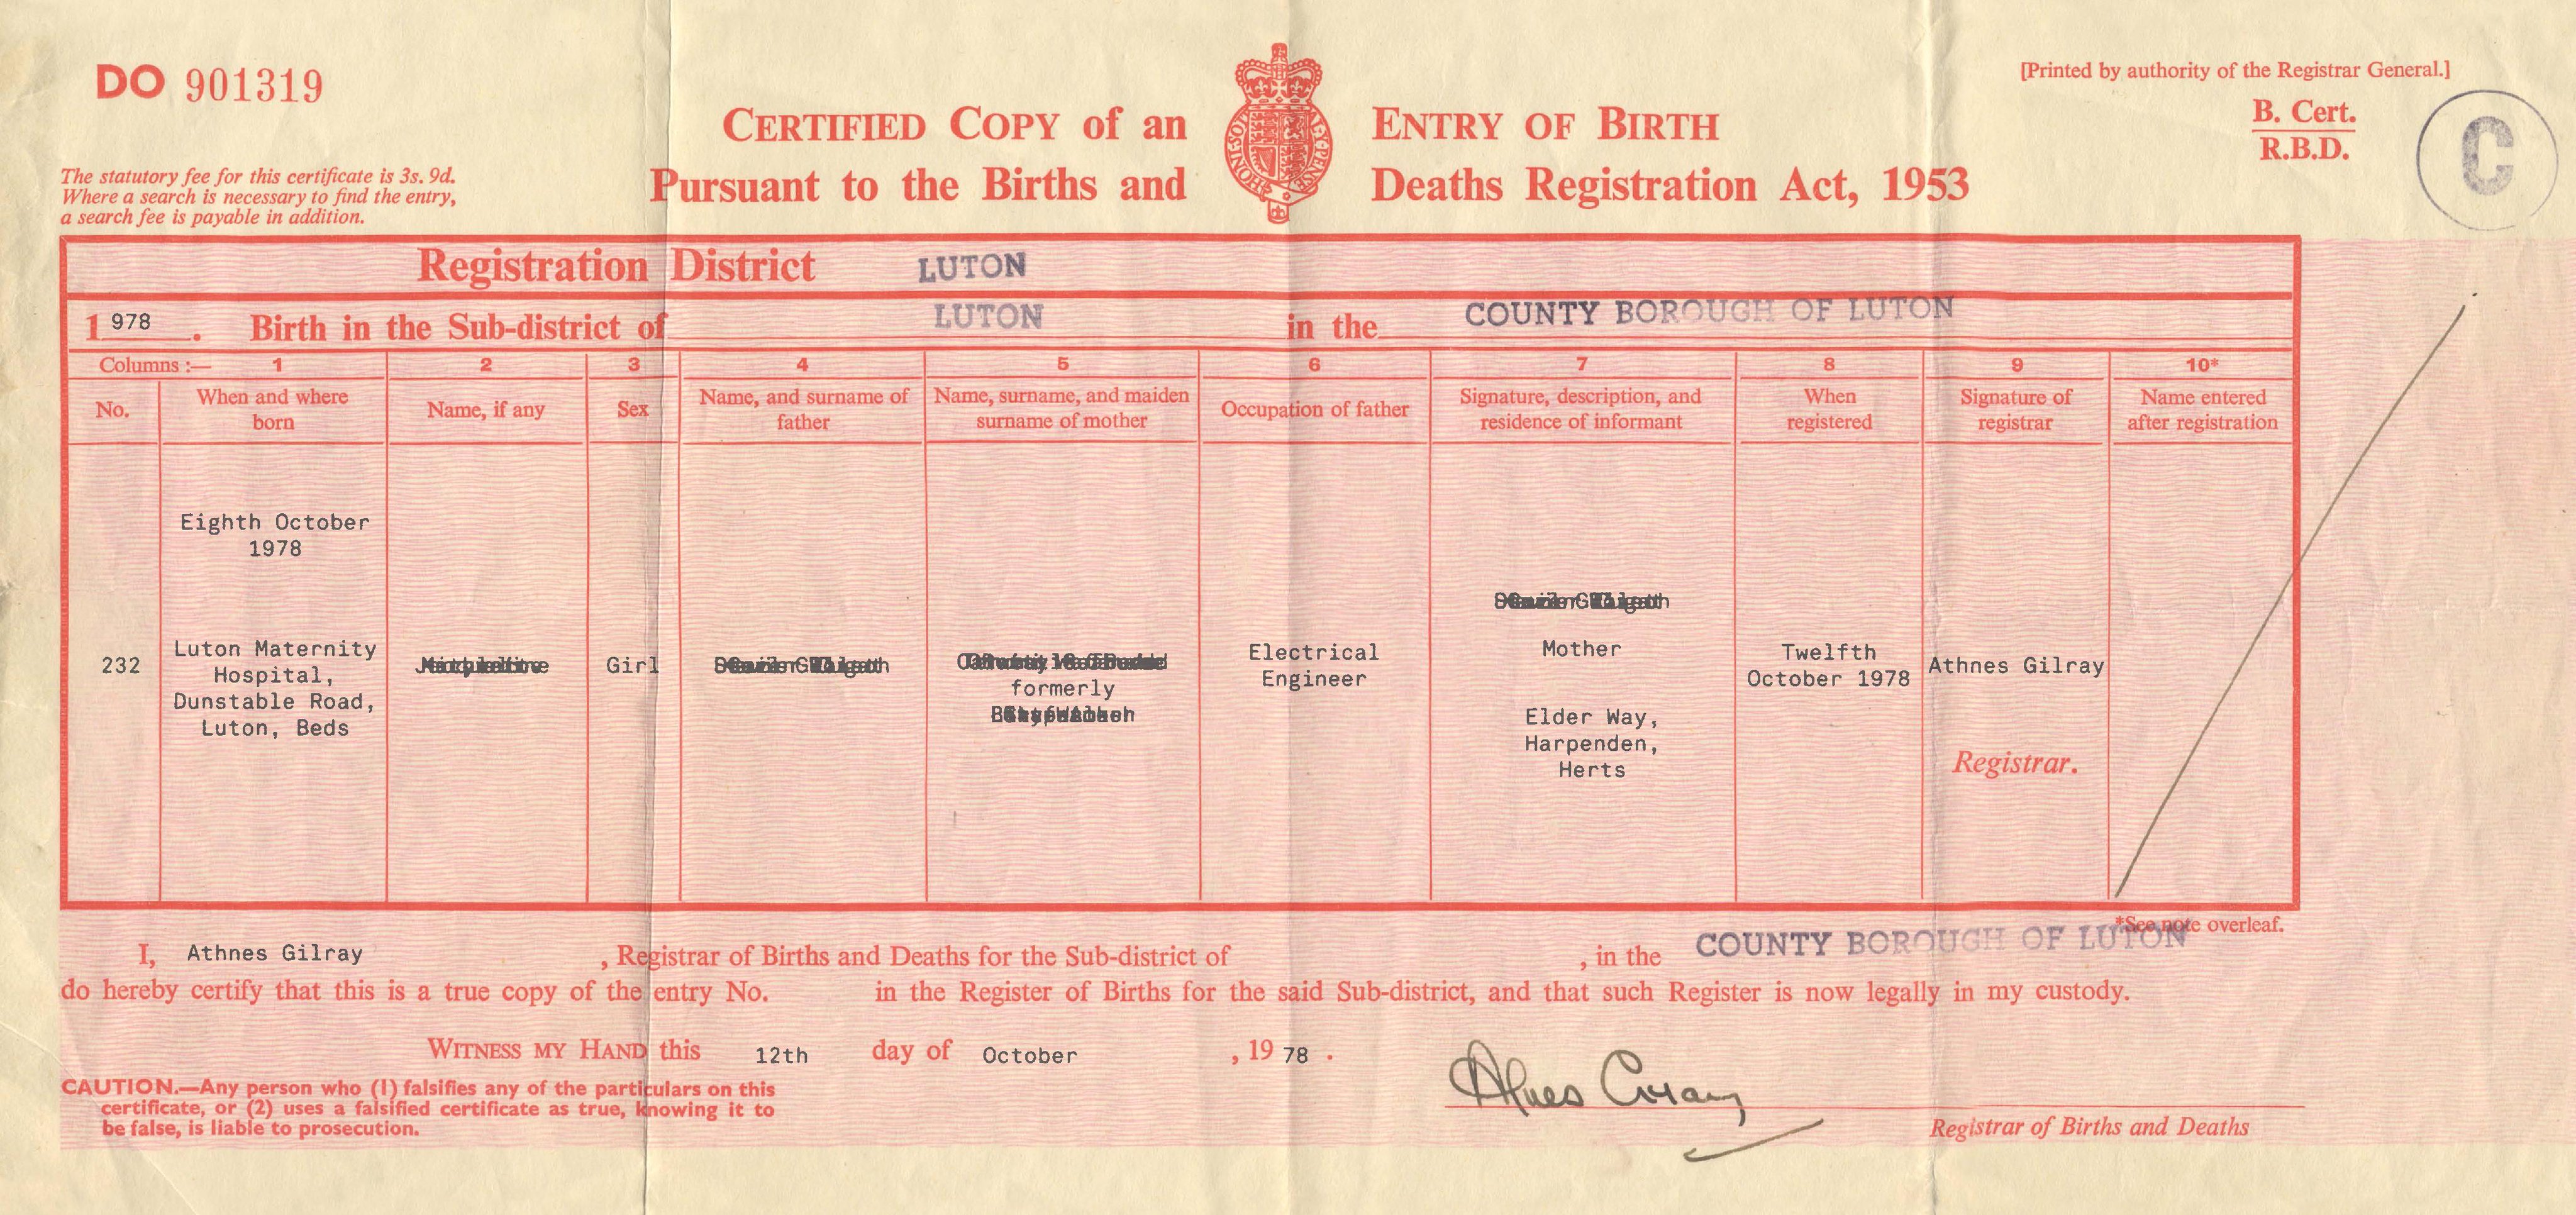 DO 901319
[Printed by authority of the Registrar General.]
B. Cert.
R.B.D.
C
CERTIFIED COPY of an ENTRY OF BIRTH
Pursuant to the Births and Deaths Registration Act, 1953
The statutory fee for this certificate is 3s. 9d.
Where a search is necessary to find the entry,
a search fee is payable in addition.
Registration District LUTON
1978. Birth in the Sub-district of LUTON in the COUNTY BOROUGH OF LUTON
Columns :— 1 2 3 4 5 6 7 8 9 10*
No.
When and where
born
Name, if any
Sex
Name, and surname of
father
Name, surname, and maiden
surname of mother
Occupation of father
Signature, description, and
residence of informant
When
registered
Signature of
registrar
Name entered
after registration
232
Eighth October
1978
Luton Maternity
Hospital,
Dunstable Road,
Luton, Beds
Girl
formerly
Electrical
Engineer
Mother
Elder Way,
Harpenden,
Herts
Twelfth
October 1978
Athnes Gilray
Registrar.
*See note overleaf.
I, Athnes Gilray, Registrar of Births and Deaths for the Sub-district of , in the COUNTY BOROUGH OF LUTON
do hereby certify that this is a true copy of the entry No. in the Register of Births for the said Sub-district, and that such Register is now legally in my custody.
WITNESS MY HAND this 12th day of October, 1978.
CAUTION.—Any person who (1) falsifies any of the particulars on this
certificate, or (2) uses a falsified certificate as true, knowing it to
be false, is liable to prosecution.
Registrar of Births and Deaths